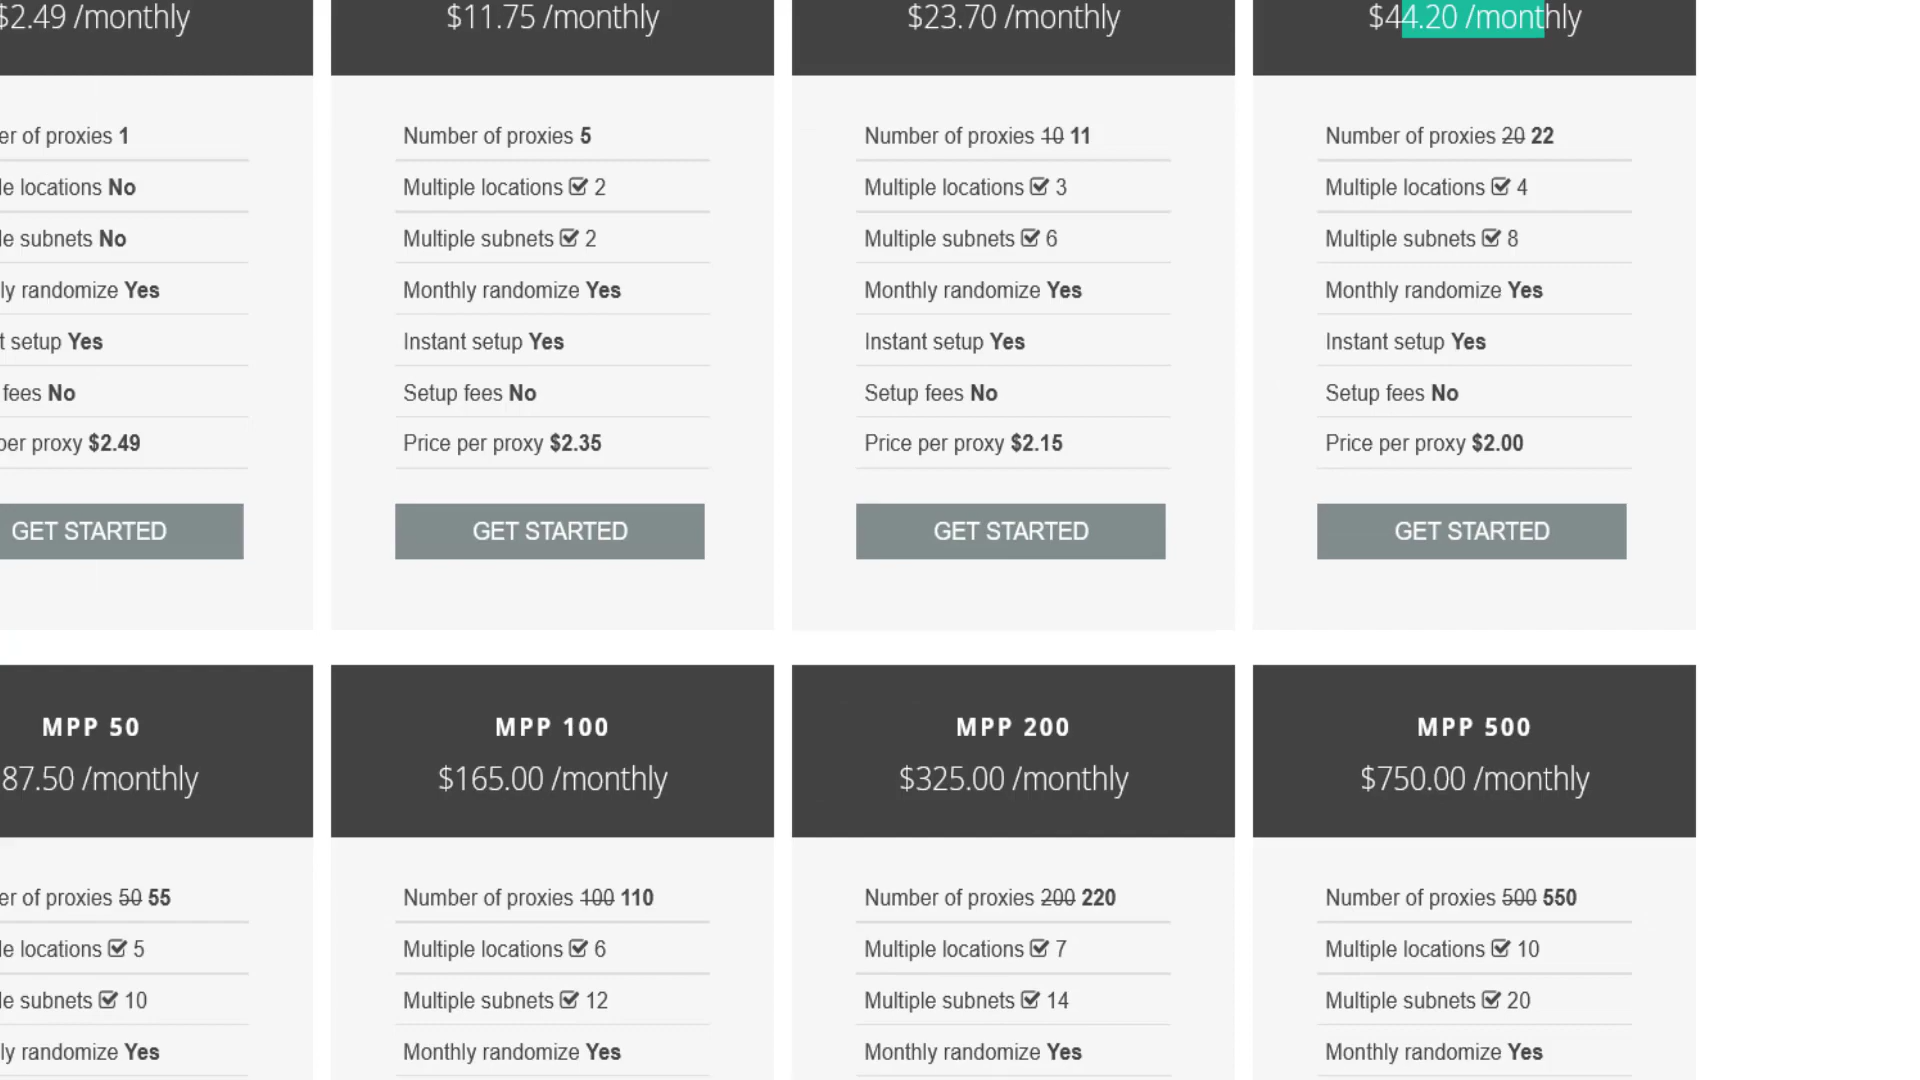 $2.49 /monthly
er of proxies 1
le locations No
le subnets No
ly randomize Yes
t setup Yes
fees No
per proxy $2.49
GET STARTED
$11.75 /monthly
Number of proxies 5
Multiple locations 2
Multiple subnets 2
Monthly randomize Yes
Instant setup Yes
Setup fees No
Price per proxy $2.35
GET STARTED
$23.70 /monthly
Number of proxies 10 11
Multiple locations 3
Multiple subnets 6
Monthly randomize Yes
Instant setup Yes
Setup fees No
Price per proxy $2.15
GET STARTED
$44.20 /monthly
Number of proxies 20 22
Multiple locations 4
Multiple subnets 8
Monthly randomize Yes
Instant setup Yes
Setup fees No
Price per proxy $2.00
GET STARTED
MPP 50
87.50 /monthly
er of proxies 50 55
le locations 5
le subnets 10
ly randomize Yes
MPP 100
$165.00 /monthly
Number of proxies 100 110
Multiple locations 6
Multiple subnets 12
Monthly randomize Yes
MPP 200
$325.00 /monthly
Number of proxies 200 220
Multiple locations 7
Multiple subnets 14
Monthly randomize Yes
MPP 500
$750.00 /monthly
Number of proxies 500 550
Multiple locations 10
Multiple subnets 20
Monthly randomize Yes